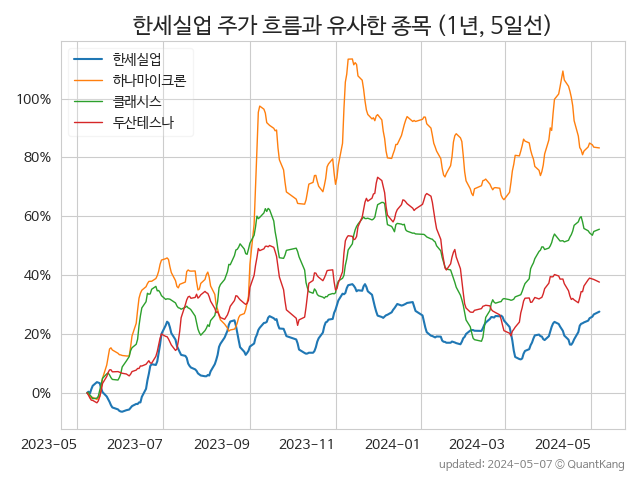 한세실업 주가 흐름과 유사한 종목 (1년, 5일선)
한세실업
하나마이크론
클래시스
두산테스나
100%
80%
60%
40%
20%
0%
2023-05 2023-07 2023-09 2023-11 2024-01 2024-03 2024-05
updated: 2024-05-07 © QuantKang